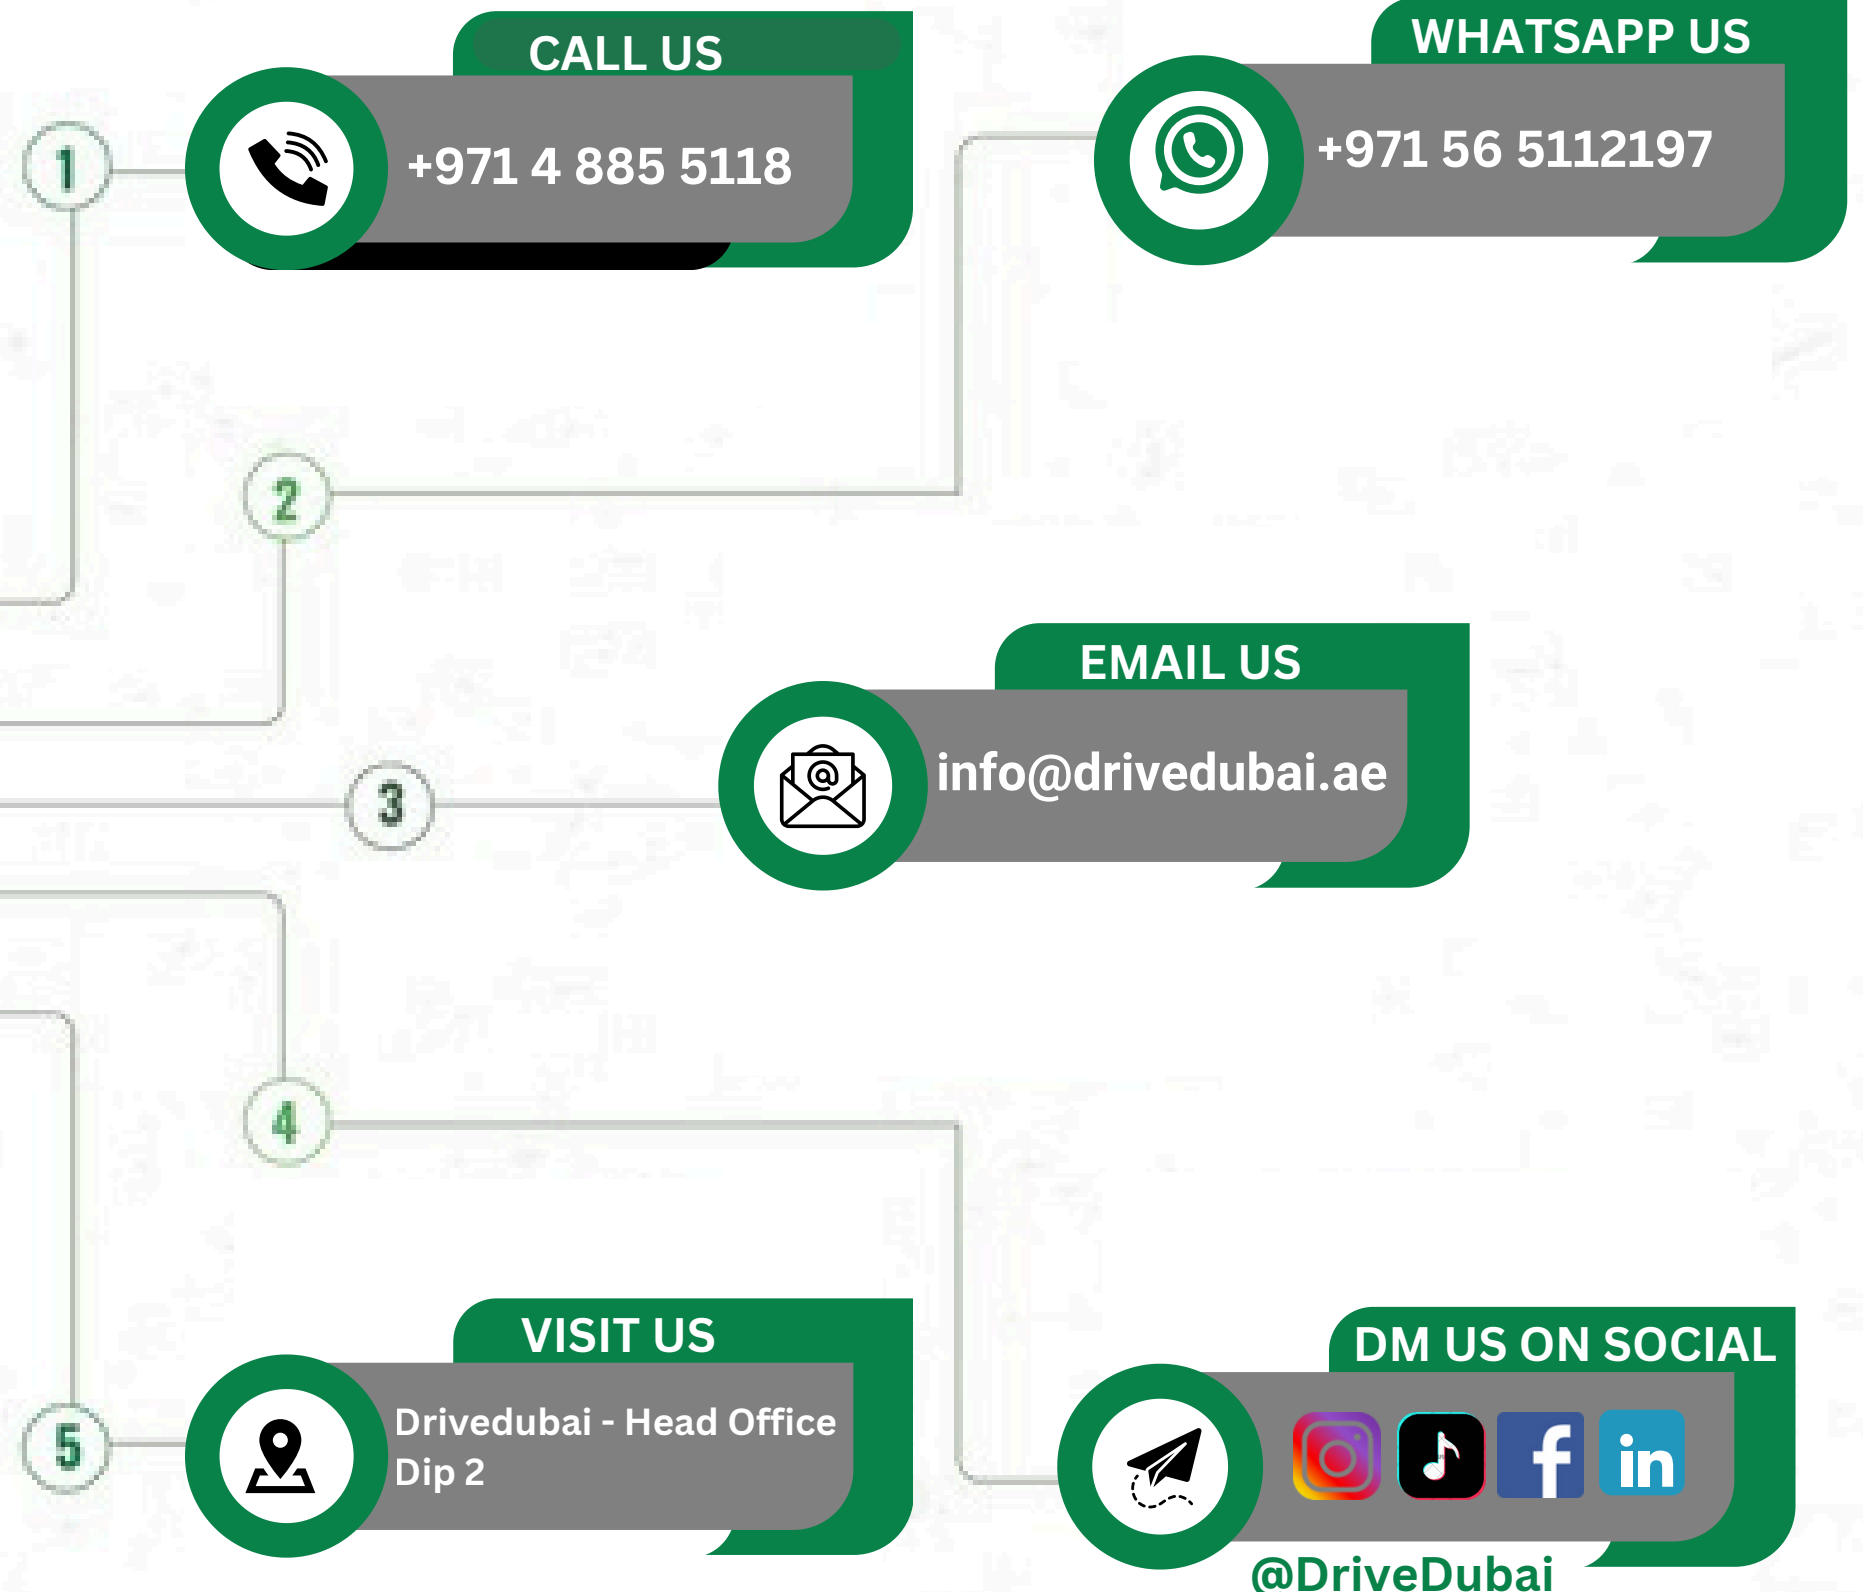 CALL US
+971 4 885 5118
1
WHATSAPP US
+971 56 5112197
2
EMAIL US
info@drivedubai.ae
3
4
VISIT US
Drivedubai - Head Office
Dip 2
5
DM US ON SOCIAL
f
in
@DriveDubai